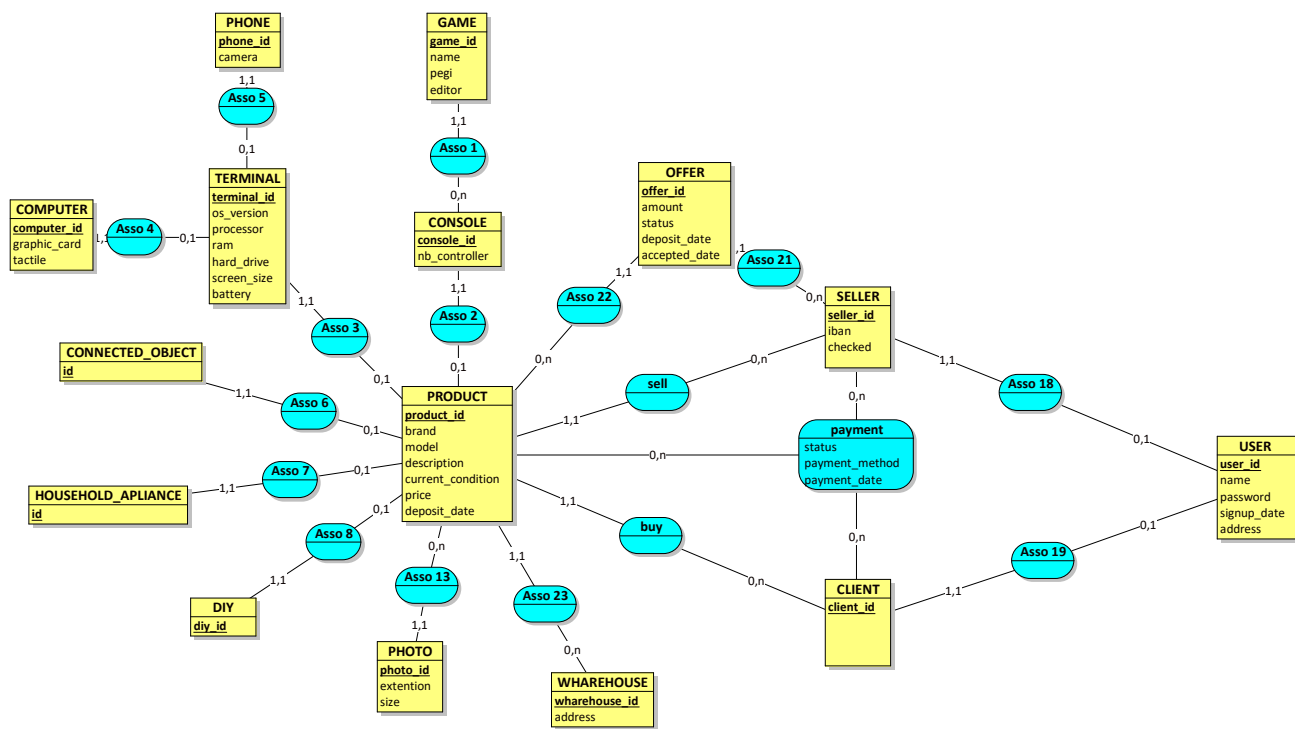 PHONE
phone_id
camera
1,1
Asso 5
0,1
GAME
game_id
name
pegi
editor
1,1
Asso 1
0,n
TERMINAL
terminal_id
os_version
processor
ram
hard_drive
screen_size
battery
COMPUTER
computer_id
graphic_card
tactile
1,1
Asso 4
0,1
CONSOLE
console_id
nb_controller
1,1
Asso 2
0,1
OFFER
offer_id
amount
status
deposit_date
accepted_date
,1
Asso 21
0,n
1,1
Asso 22
0,n
SELLER
seller_id
iban
checked
1,1
Asso 3
0,1
CONNECTED_OBJECT
id
1,1
Asso 6
0,1
PRODUCT
product_id
brand
model
description
current_condition
price
deposit_date
0,n
sell
1,1
1,1
Asso 18
0,1
0,n
payment
status
payment_method
payment_date
0,n
0,n
USER
user_id
name
password
signup_date
address
HOUSEHOLD_APLIANCE
id
1,1
Asso 7
0,1
0,1
Asso 8
1,1
DIY
diy_id
0,n
Asso 13
1,1
PHOTO
photo_id
extention
size
1,1
Asso 23
0,n
WHAREHOUSE
wharehouse_id
address
1,1
buy
0,n
CLIENT
client_id
0,1
Asso 19
1,1